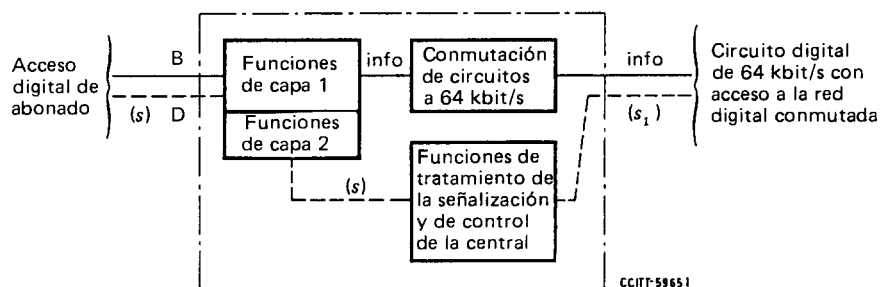 Acceso
digital de
abonado
B
(s) D
Funciones
de capa 1
Funciones
de capa 2
info
(s)
Conmutación
de circuitos
a 64 kbit/s
Funciones de
tratamiento de
la señalización
y de control
de la central
info
(s₁)
Circuito digital
de 64 kbit/s con
acceso a la red
digital conmutada
CCITT-59651